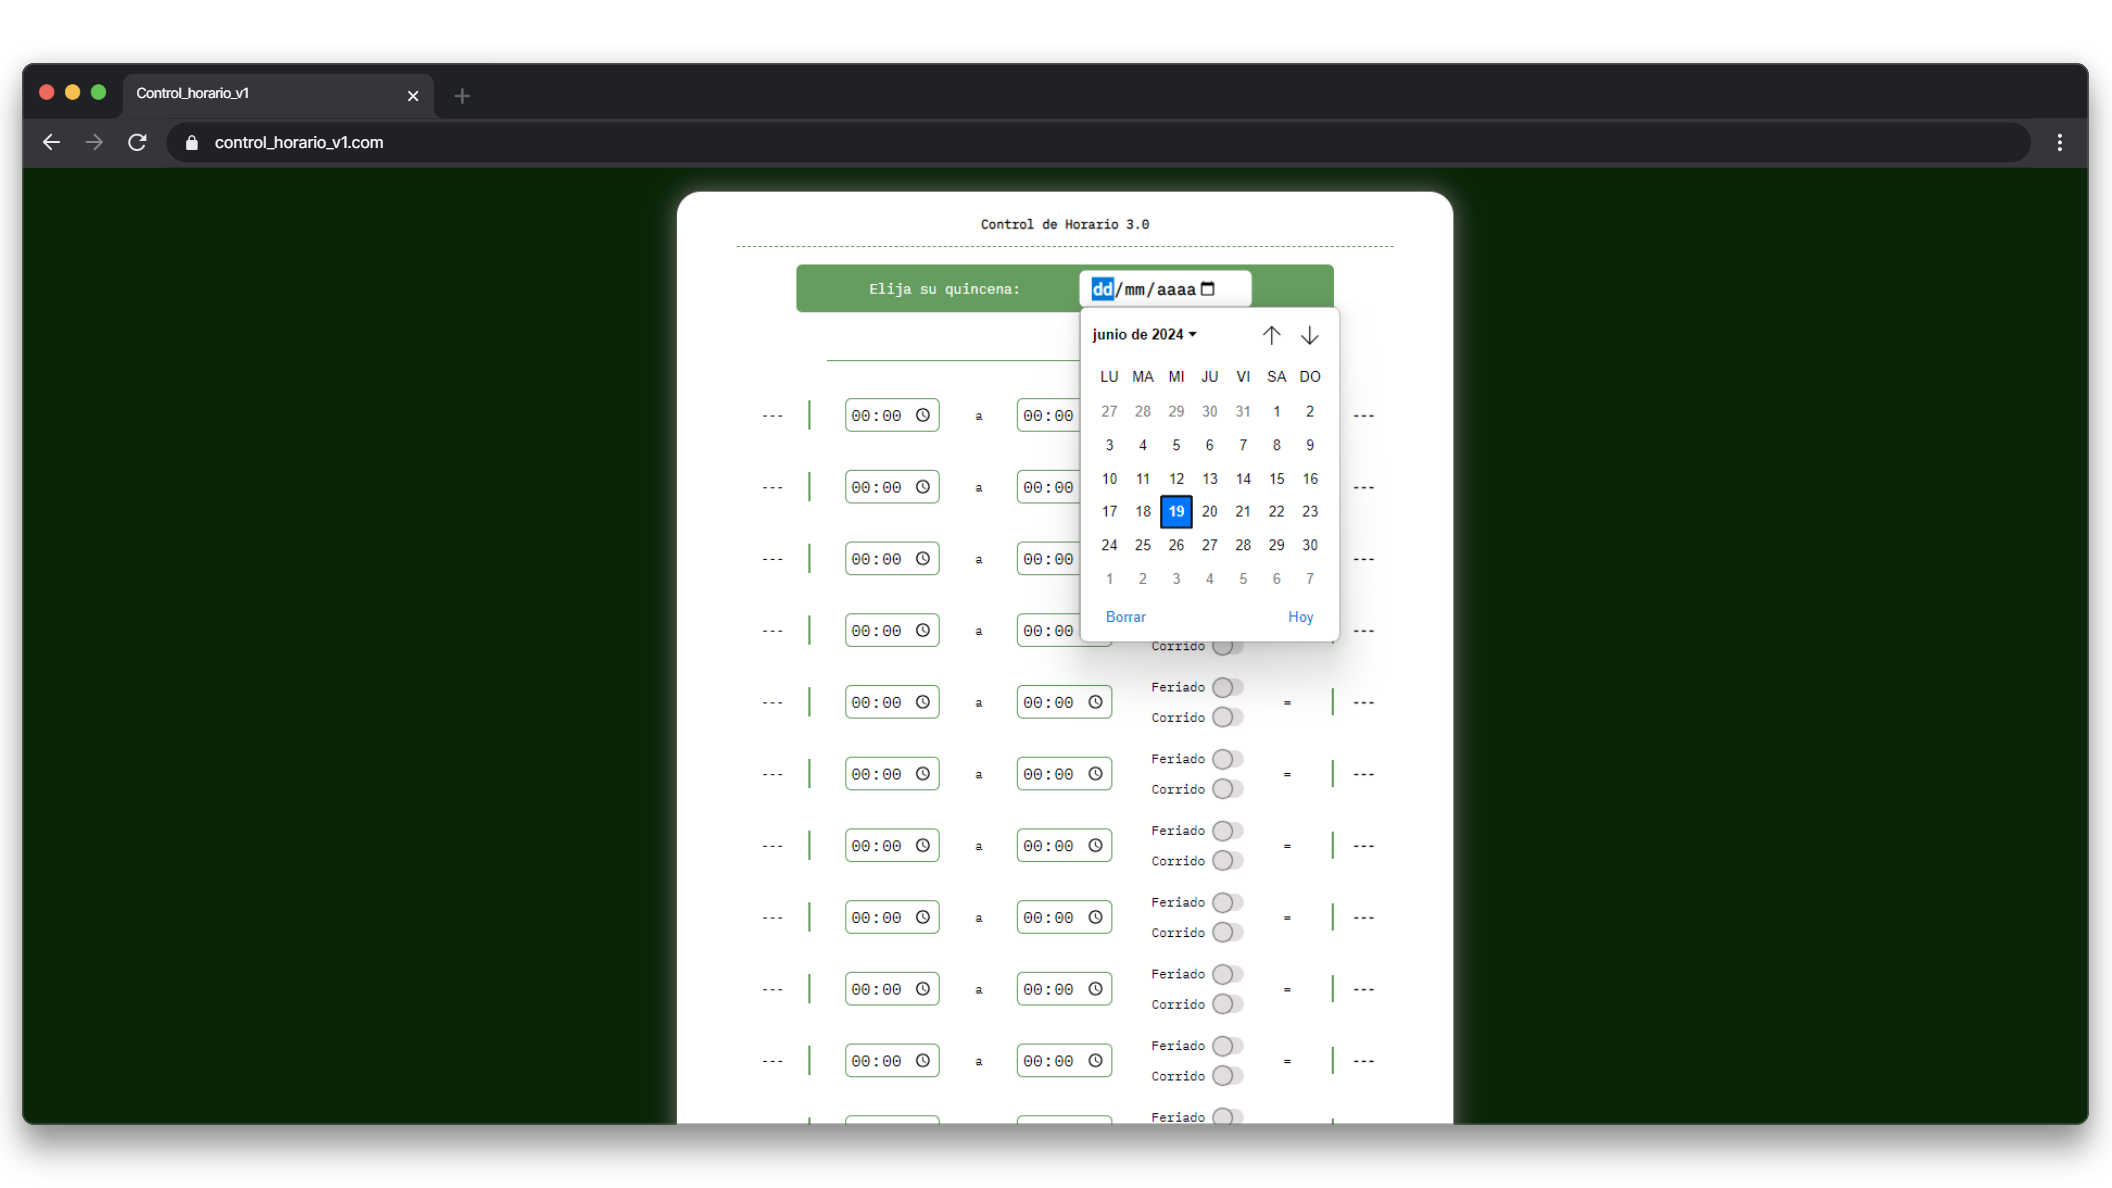 Control_horario_v1
control_horario_v1.com
Control de Horario 3.0
Elija su quincena: dd/mm/aaaa
junio de 2024
LU MA MI JU VI SA DO
27 28 29 30 31 1 2
--- 00:00 a 00:00 ---
3 4 5 6 7 8 9
10 11 12 13 14 15 16
--- 00:00 a 00:00 ---
17 18 19 20 21 22 23
24 25 26 27 28 29 30
--- 00:00 a 00:00 ---
1 2 3 4 5 6 7
Borrar Hoy
--- 00:00 a 00:00 ---
Corrido
Feriado
--- 00:00 a 00:00 = ---
Corrido
Feriado
--- 00:00 a 00:00 = ---
Corrido
Feriado
--- 00:00 a 00:00 = ---
Corrido
Feriado
--- 00:00 a 00:00 = ---
Corrido
Feriado
--- 00:00 a 00:00 = ---
Corrido
Feriado
--- 00:00 a 00:00 = ---
Corrido
Feriado